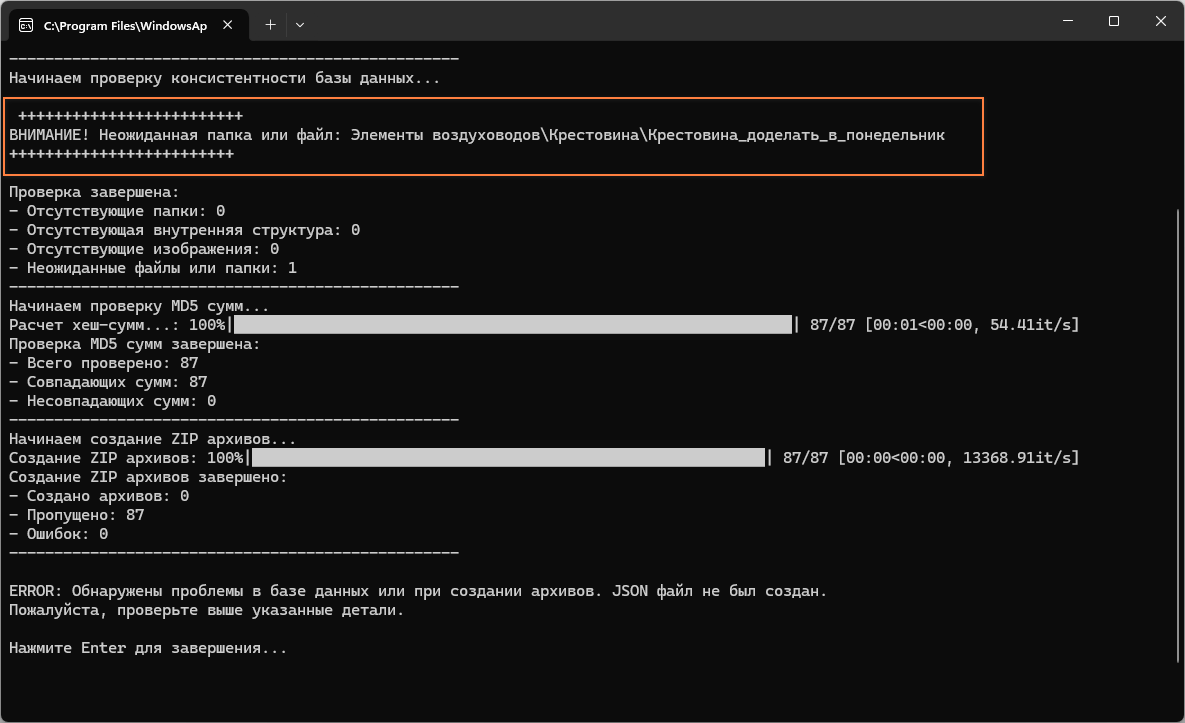 C:\Program Files\WindowsAp
--------------------------------------------------
Начинаем проверку консистентности базы данных...
+++++++++++++++++++++++++
ВНИМАНИЕ! Неожиданная папка или файл: Элементы воздуховодов\Крестовина\Крестовина_доделать_в_понедельник
+++++++++++++++++++++++++
Проверка завершена:
- Отсутствующие папки: 0
- Отсутствующая внутренняя структура: 0
- Отсутствующие изображения: 0
- Неожиданные файлы или папки: 1
--------------------------------------------------
Начинаем проверку MD5 сумм...
Расчет хеш-сумм...: 100%| | 87/87 [00:01<00:00, 54.41it/s]
Проверка MD5 сумм завершена:
- Всего проверено: 87
- Совпадающих сумм: 87
- Несовпадающих сумм: 0
--------------------------------------------------
Начинаем создание ZIP архивов...
Создание ZIP архивов: 100%| | 87/87 [00:00<00:00, 13368.91it/s]
Создание ZIP архивов завершено:
- Создано архивов: 0
- Пропущено: 87
- Ошибок: 0
--------------------------------------------------
ERROR: Обнаружены проблемы в базе данных или при создании архивов. JSON файл не был создан.
Пожалуйста, проверьте выше указанные детали.
Нажмите Enter для завершения...